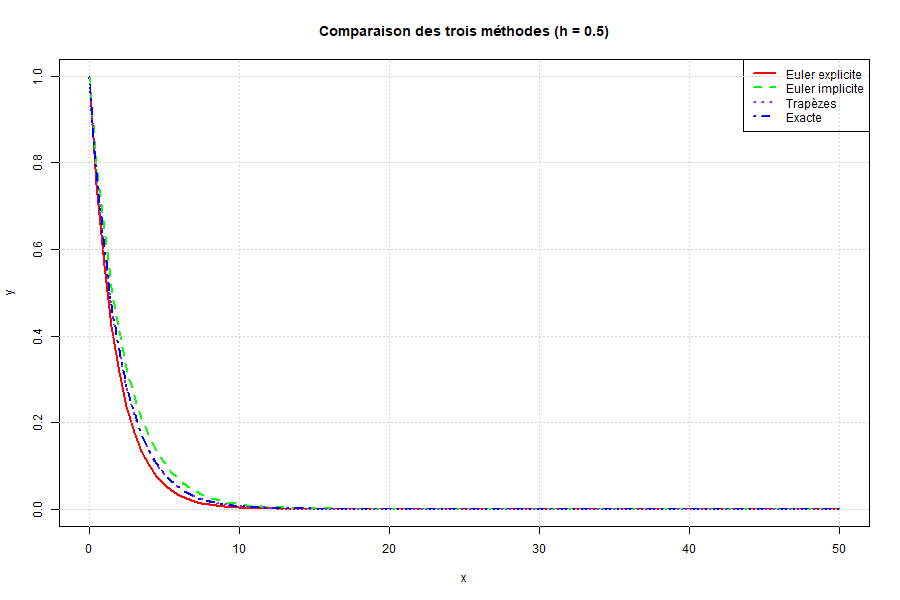 Comparaison des trois méthodes (h = 0.5)
Euler explicite
Euler implicite
Trapèzes
Exacte
1.0
0.8
0.6
0.4
0.2
0.0
y
0
10
20
30
40
50
x